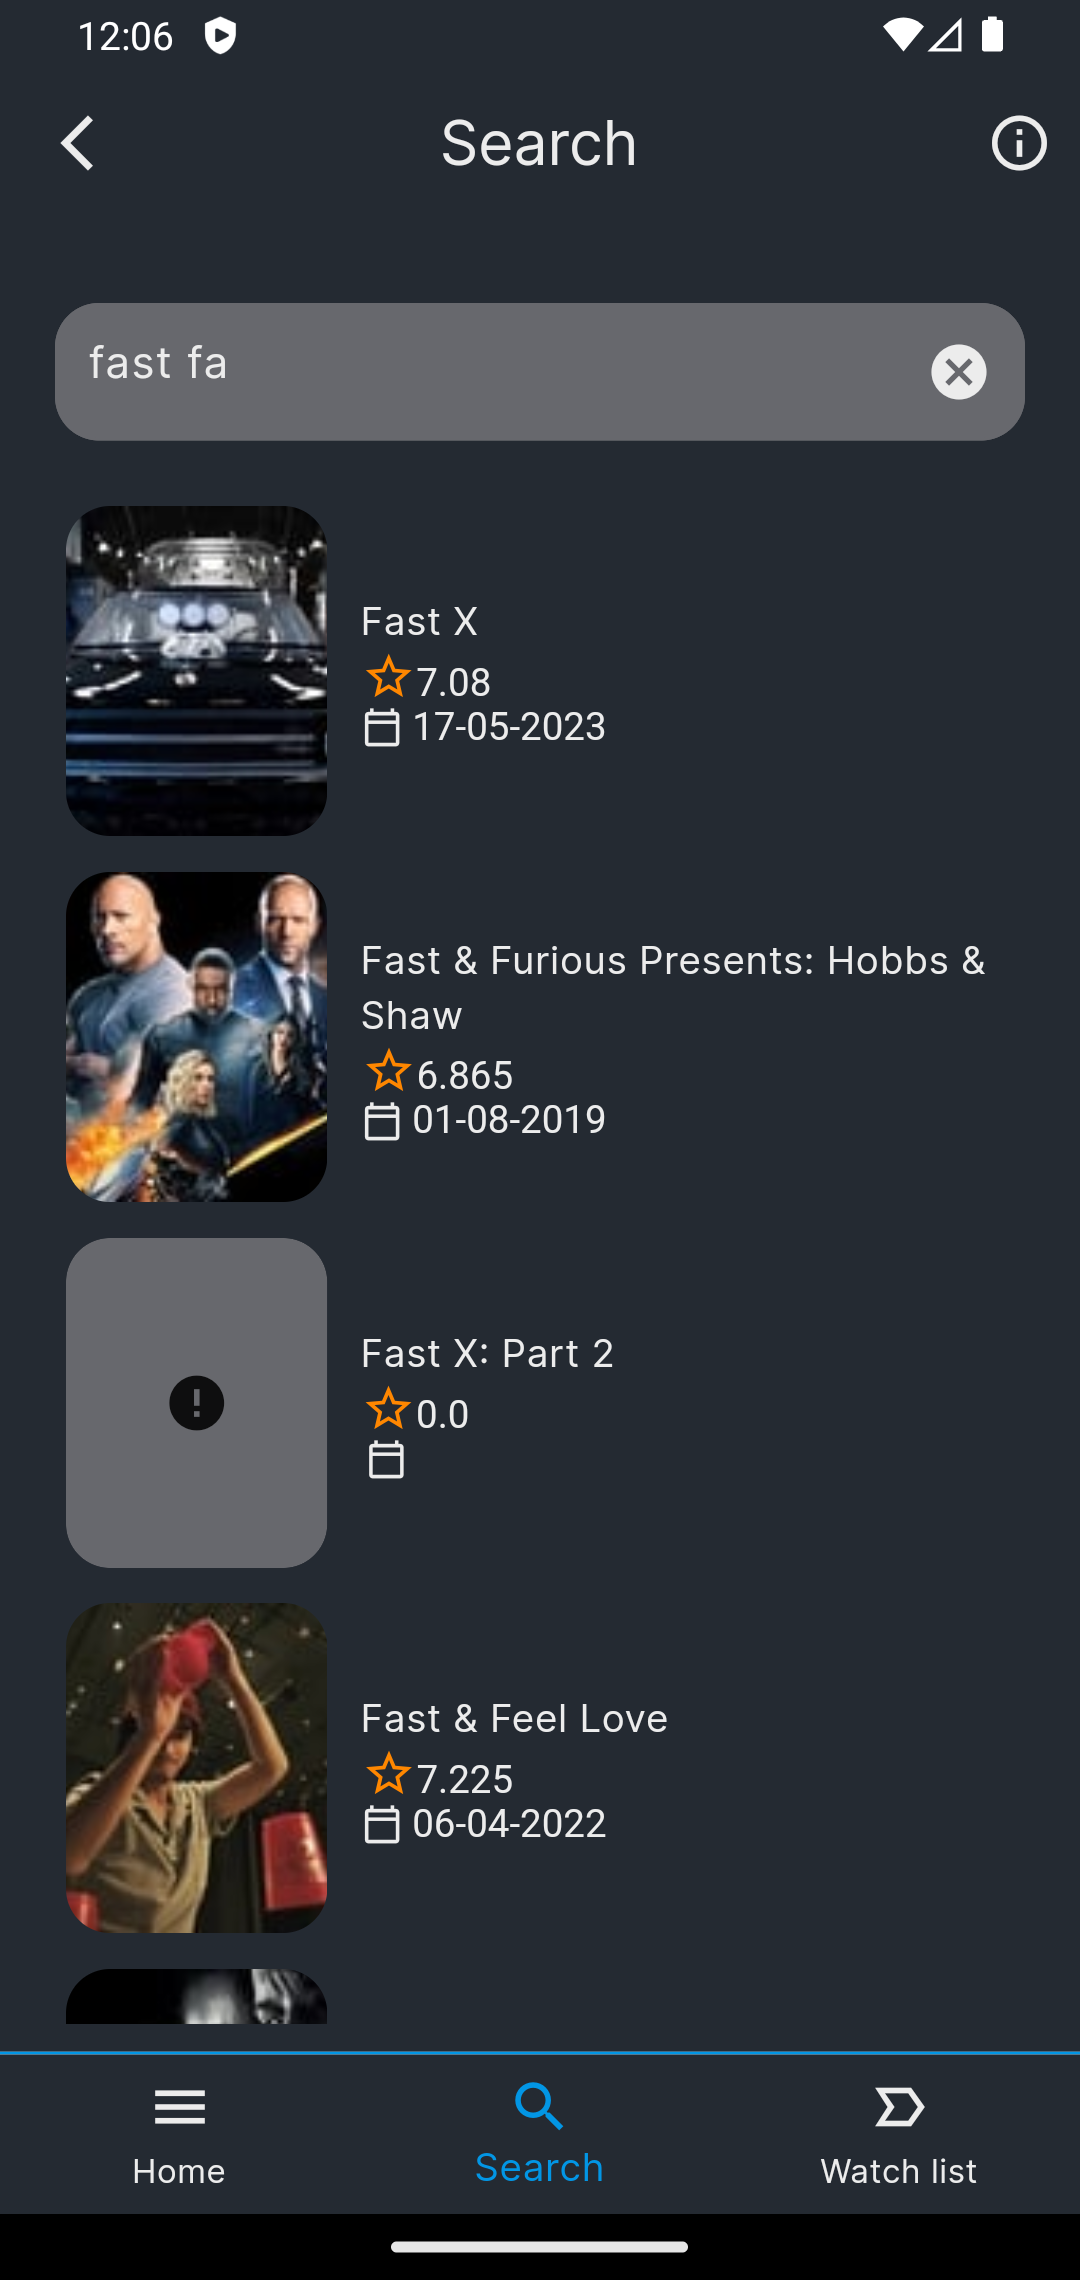 12:06
Search
fast fa
Fast X
7.08
17-05-2023
Fast & Furious Presents: Hobbs &
Shaw
6.865
01-08-2019
Fast X: Part 2
0.0
Fast & Feel Love
7.225
06-04-2022
Home
Search
Watch list